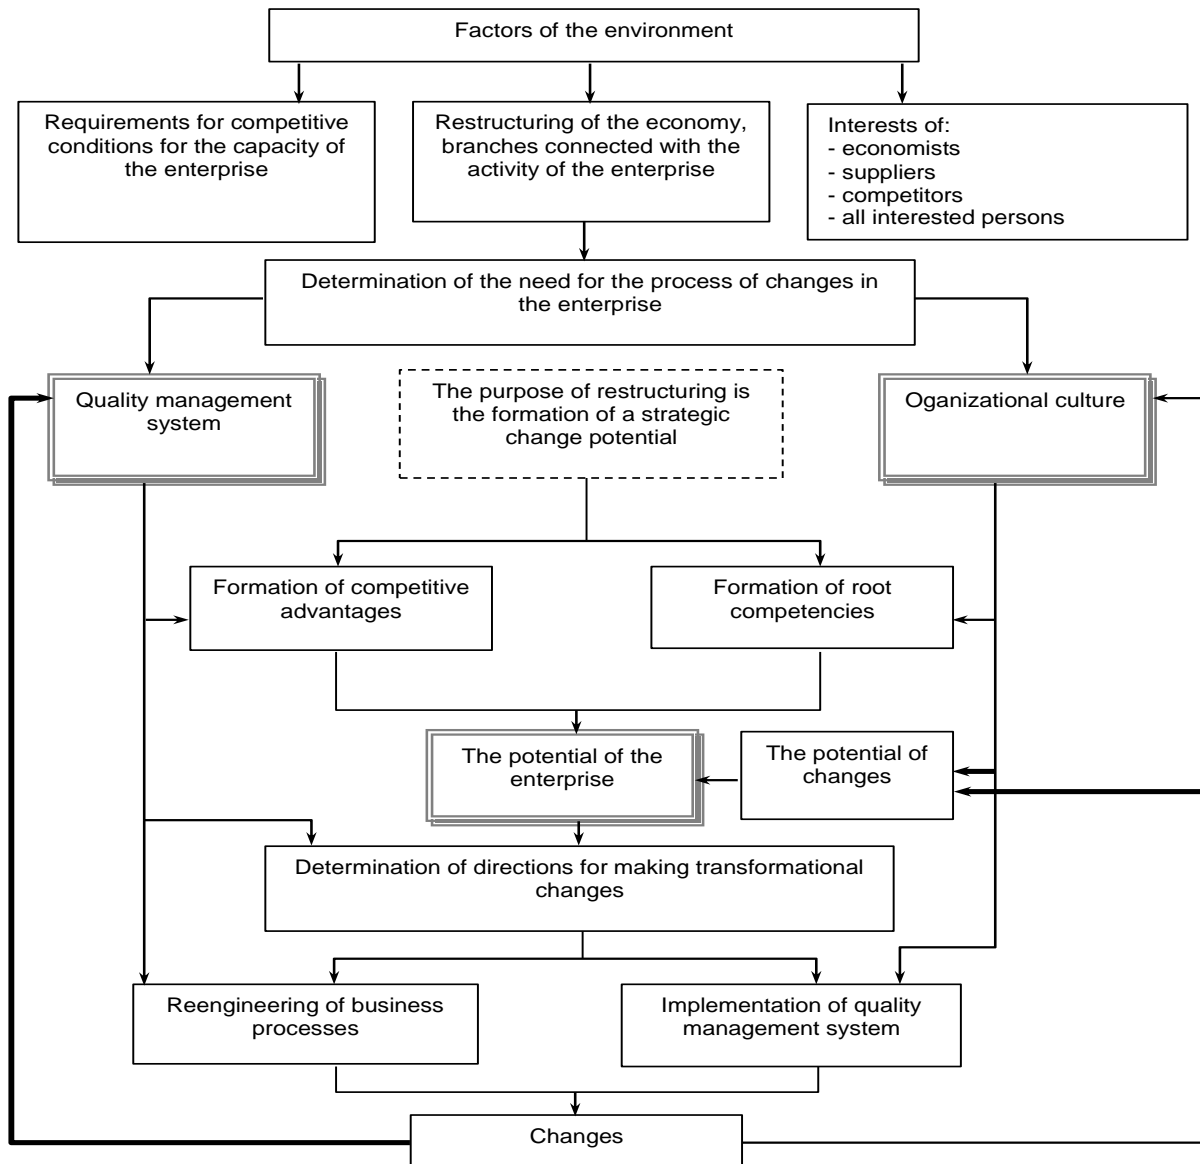 Factors of the environment
Requirements for competitive
conditions for the capacity of
the enterprise
Restructuring of the economy,
branches connected with the
activity of the enterprise
Interests of:
- economists
- suppliers
- competitors
- all interested persons
Determination of the need for the process of changes in
the enterprise
Quality management
system
The purpose of restructuring is
the formation of a strategic
change potential
Oganizational culture
Formation of competitive
advantages
Formation of root
competencies
The potential of the
enterprise
The potential of
changes
Determination of directions for making transformational
changes
Reengineering of business
processes
Implementation of quality
management system
Changes